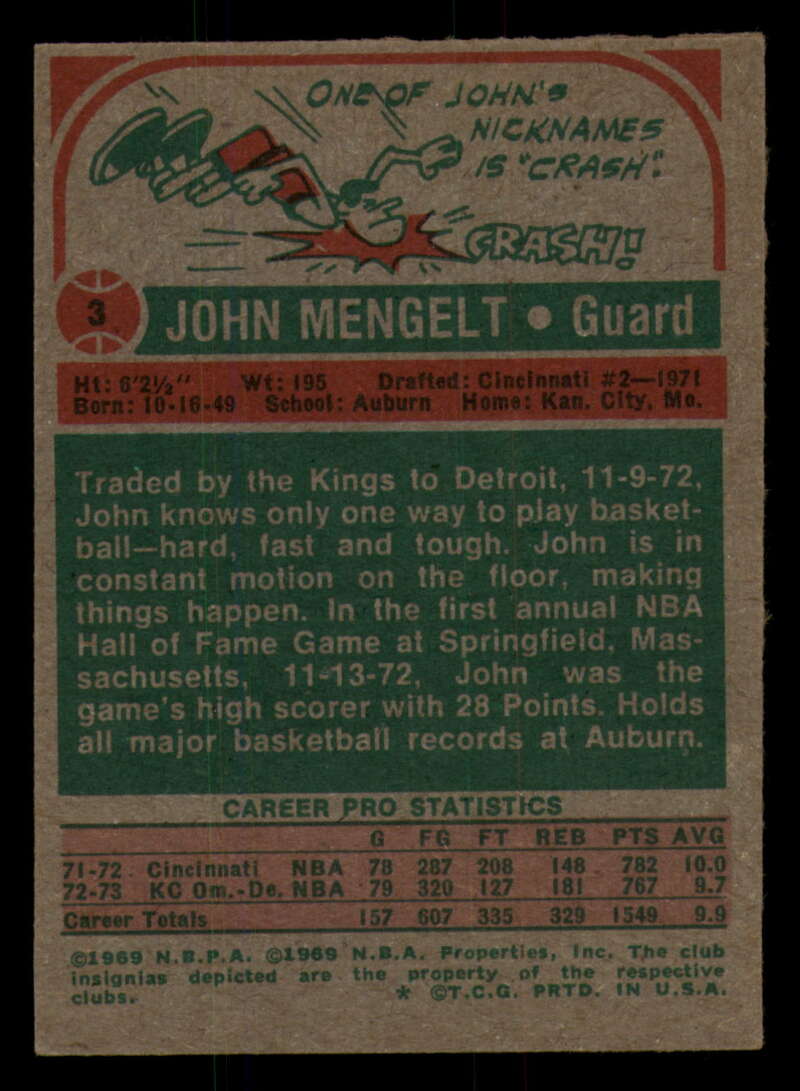 ONE OF JOHN'S
NICKNAMES
IS "CRASH".
CRASH!
3
JOHN MENGELT • Guard
Ht: 6'2½" Wt: 195 Drafted: Cincinnati #2—1971
Born: 10-16-49 School: Auburn Home: Kan. City, Mo.
Traded by the Kings to Detroit, 11-9-72,
John knows only one way to play basket-
ball—hard, fast and tough. John is in
constant motion on the floor, making
things happen. In the first annual NBA
Hall of Fame Game at Springfield, Mas-
sachusetts, 11-13-72, John was the
game's high scorer with 28 Points. Holds
all major basketball records at Auburn.
CAREER PRO STATISTICS
G FG FT REB PTS AVG
71-72 Cincinnati NBA 78 287 208 148 782 10.0
72-73 KC Om.-De. NBA 79 320 127 181 767 9.7
Career Totals 157 607 335 329 1549 9.9
©1969 N.B.P.A. ©1969 N.B.A. Properties, Inc. The club
insignias depicted are the property of the respective
clubs. * ©T.C.G. PRTD. IN U.S.A.